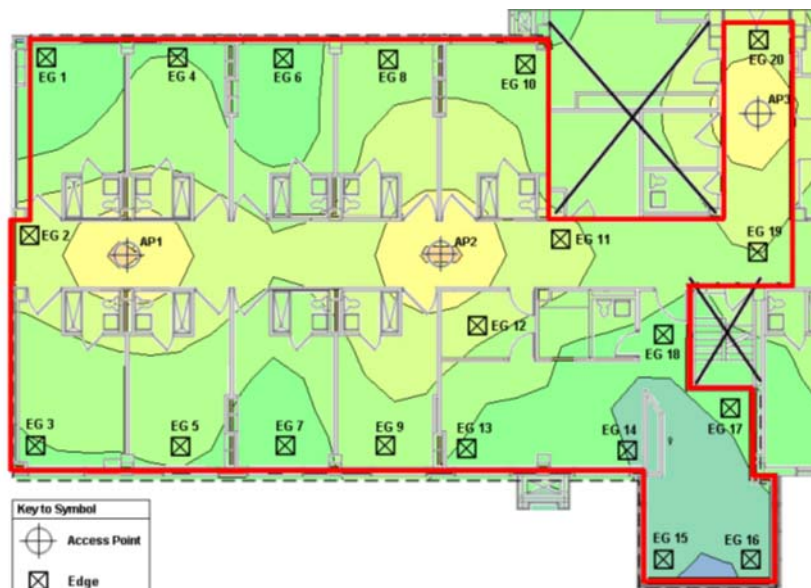 EG 1
EG 4
EG 6
EG 8
EG 10
EG 20
AP3
EG 2
AP1
AP2
EG 11
EG 19
EG 12
EG 18
EG 3
EG 5
EG 7
EG 9
EG 13
EG 14
EG 17
EG 15
EG 16
Key to Symbol
Access Point
Edge